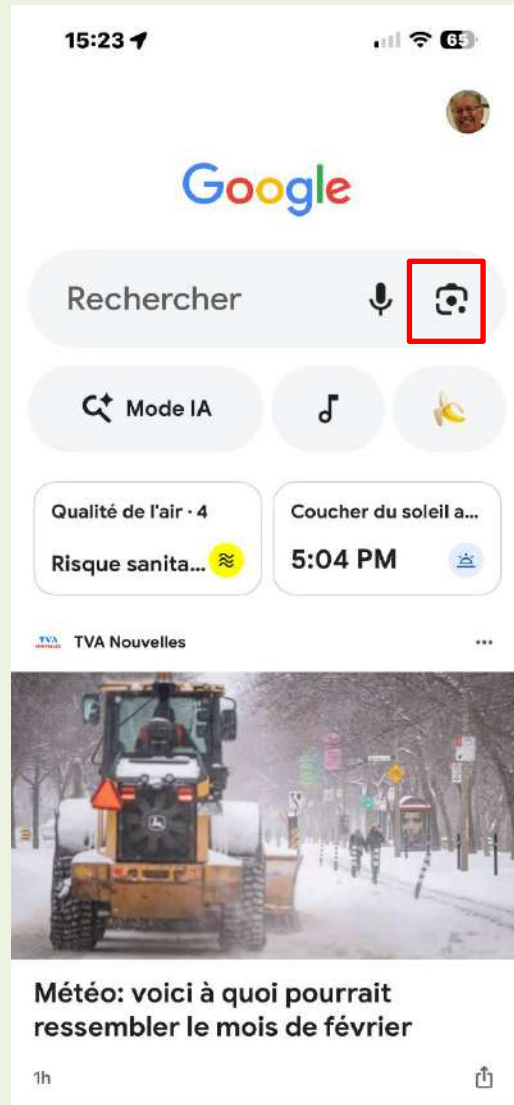 15:23
65
Google
Rechercher
Mode IA
Qualité de l'air · 4
Risque sanita...
Coucher du soleil a...
5:04 PM
TVA Nouvelles
Météo: voici à quoi pourrait
ressembler le mois de février
1h